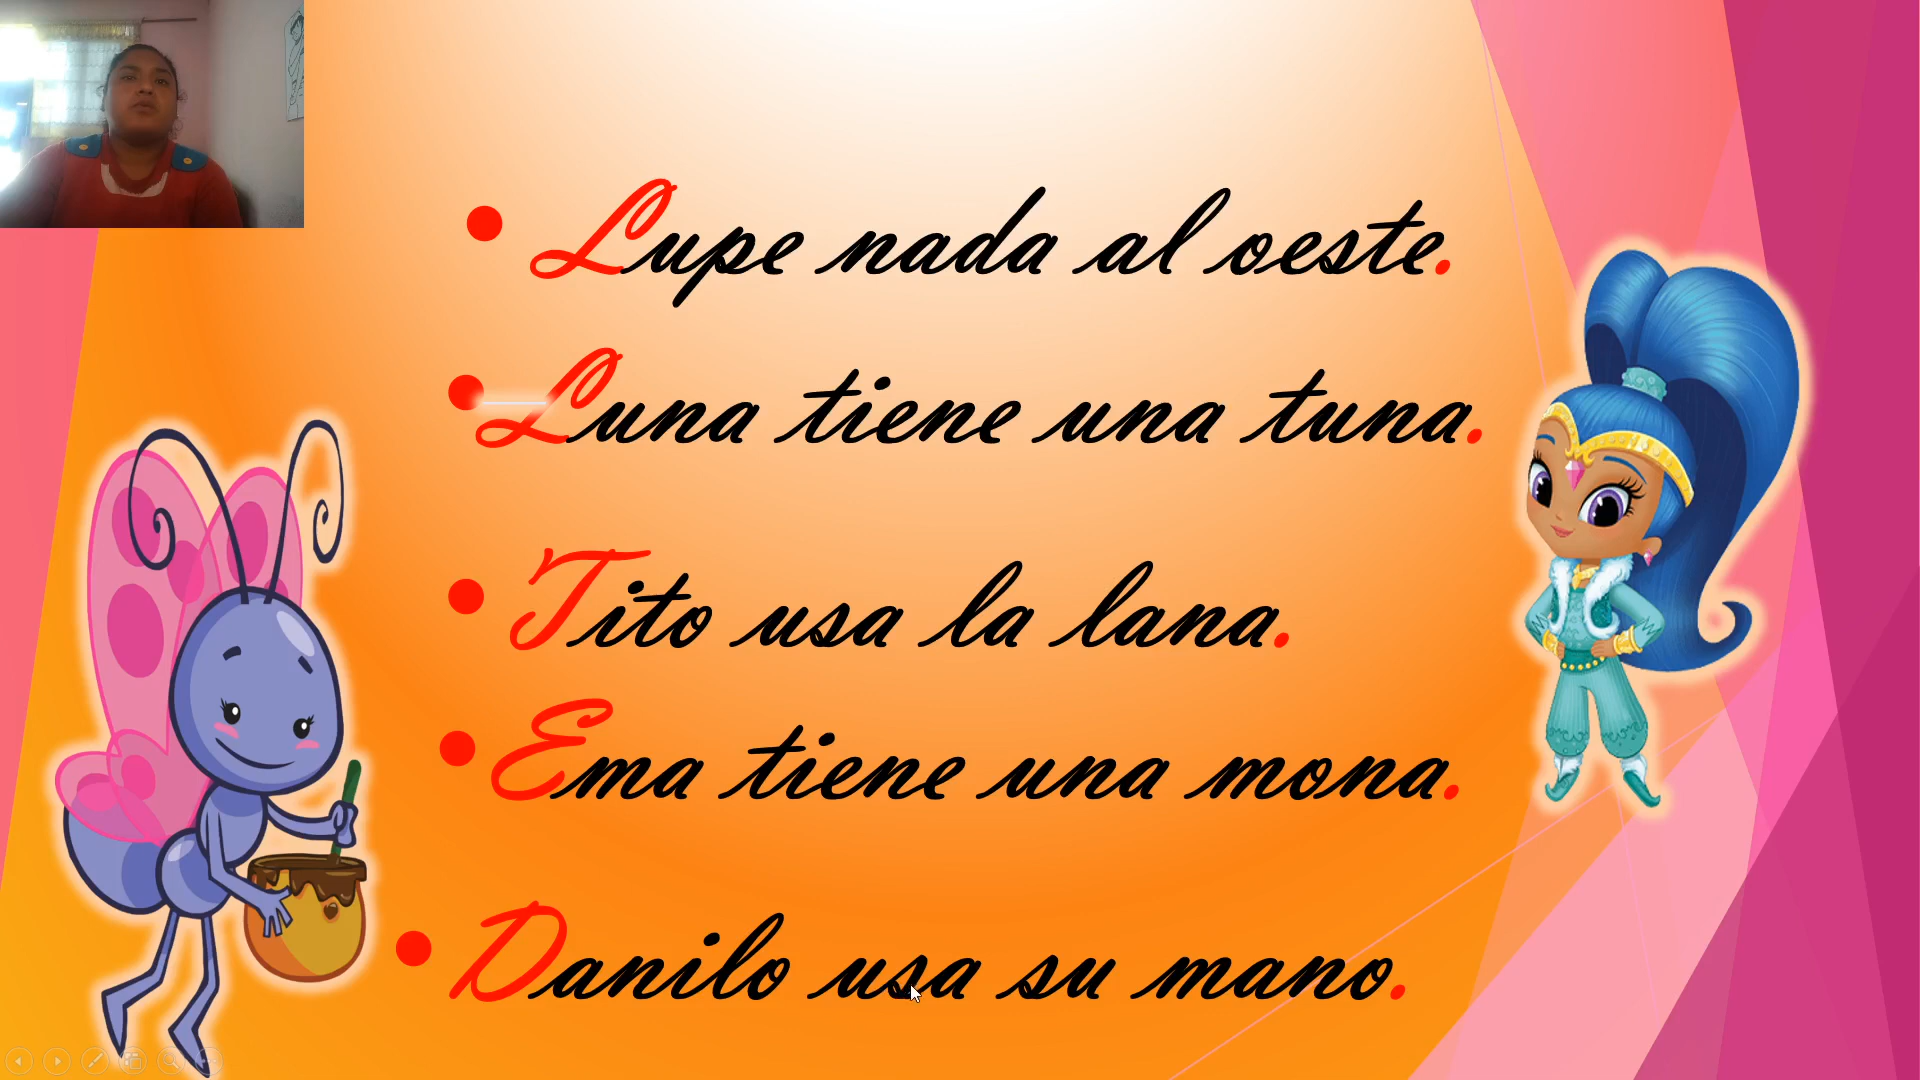 • Lupe nada al oeste.
• Luna tiene una tuna.
• Tito usa la lana.
• Ema tiene una mona.
• Danilo usa su mano.